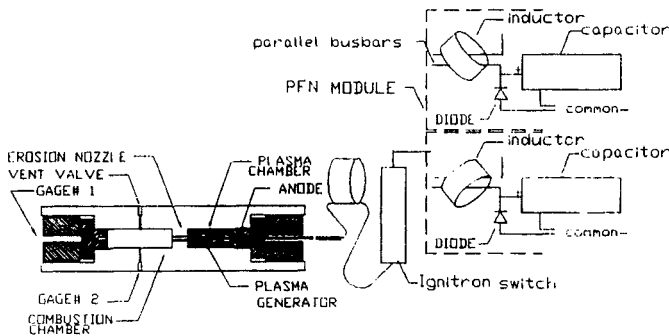 inductor
capacitor
parallel busbars
PFN MODULE
DIODE
common
inductor
capacitor
EROSION NOZZLE
VENT VALVE
GAGE# 1
PLASMA
CHAMBER
ANODE
DIODE
common
GAGE# 2
COMBUSTION
CHAMBER
PLASMA
GENERATOR
Ignitron switch